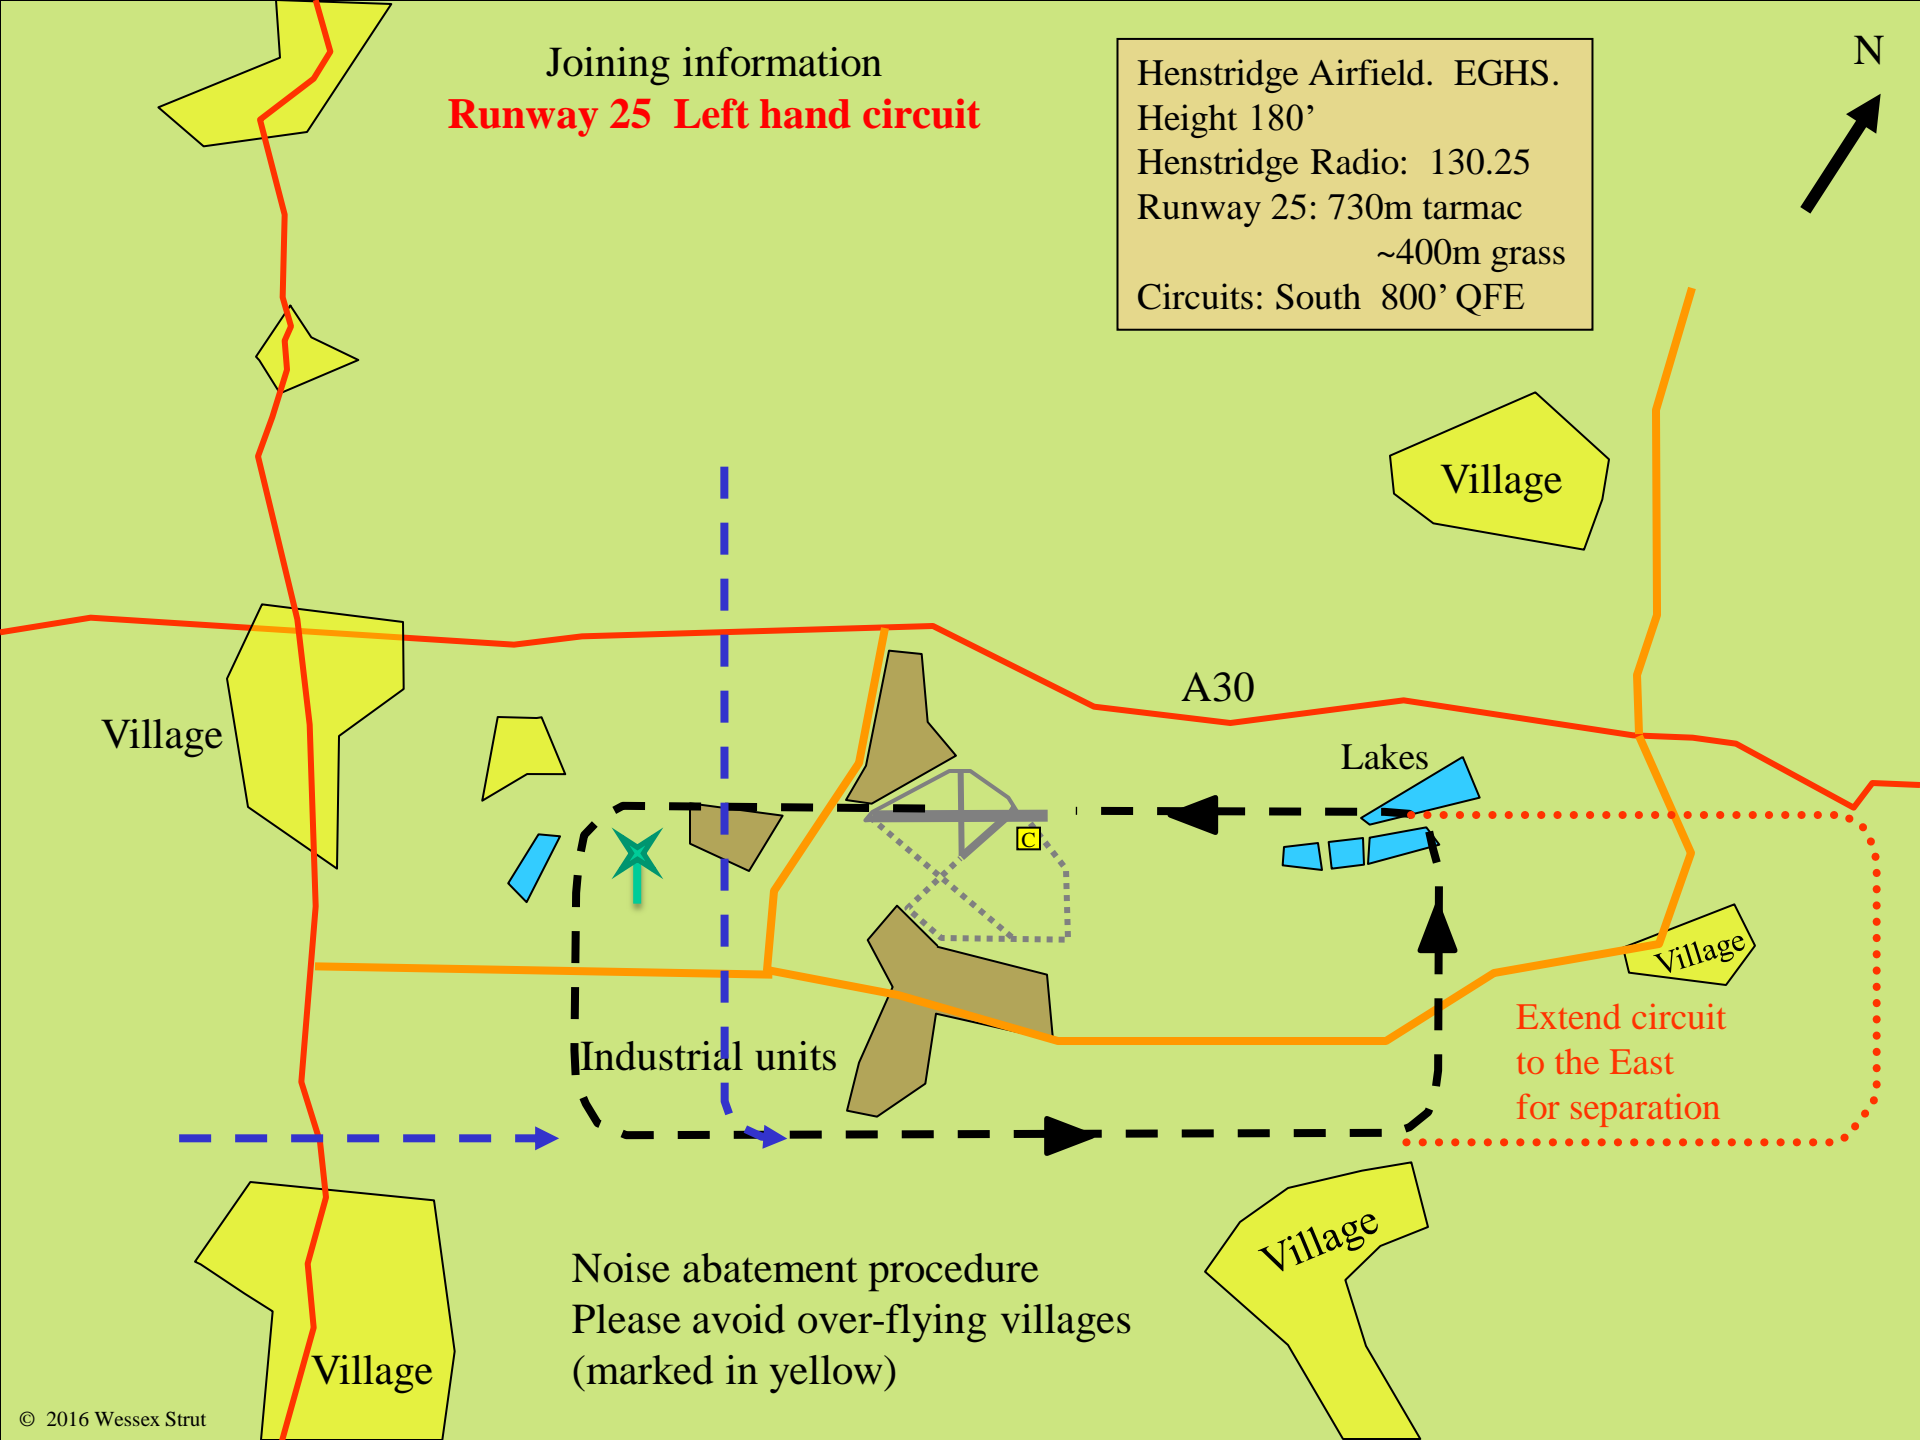 Joining information
Runway 25  Left hand circuit
Henstridge Airfield.  EGHS.
Height 180’
Henstridge Radio:  130.25
Runway 25: 730m tarmac
~400m grass
Circuits: South  800’ QFE
N
Village
A30
Village
Lakes
C
Village
Extend circuit
to the East
for separation
Industrial units
Village
Noise abatement procedure
Please avoid over-flying villages
(marked in yellow)
Village
©  2016 Wessex Strut